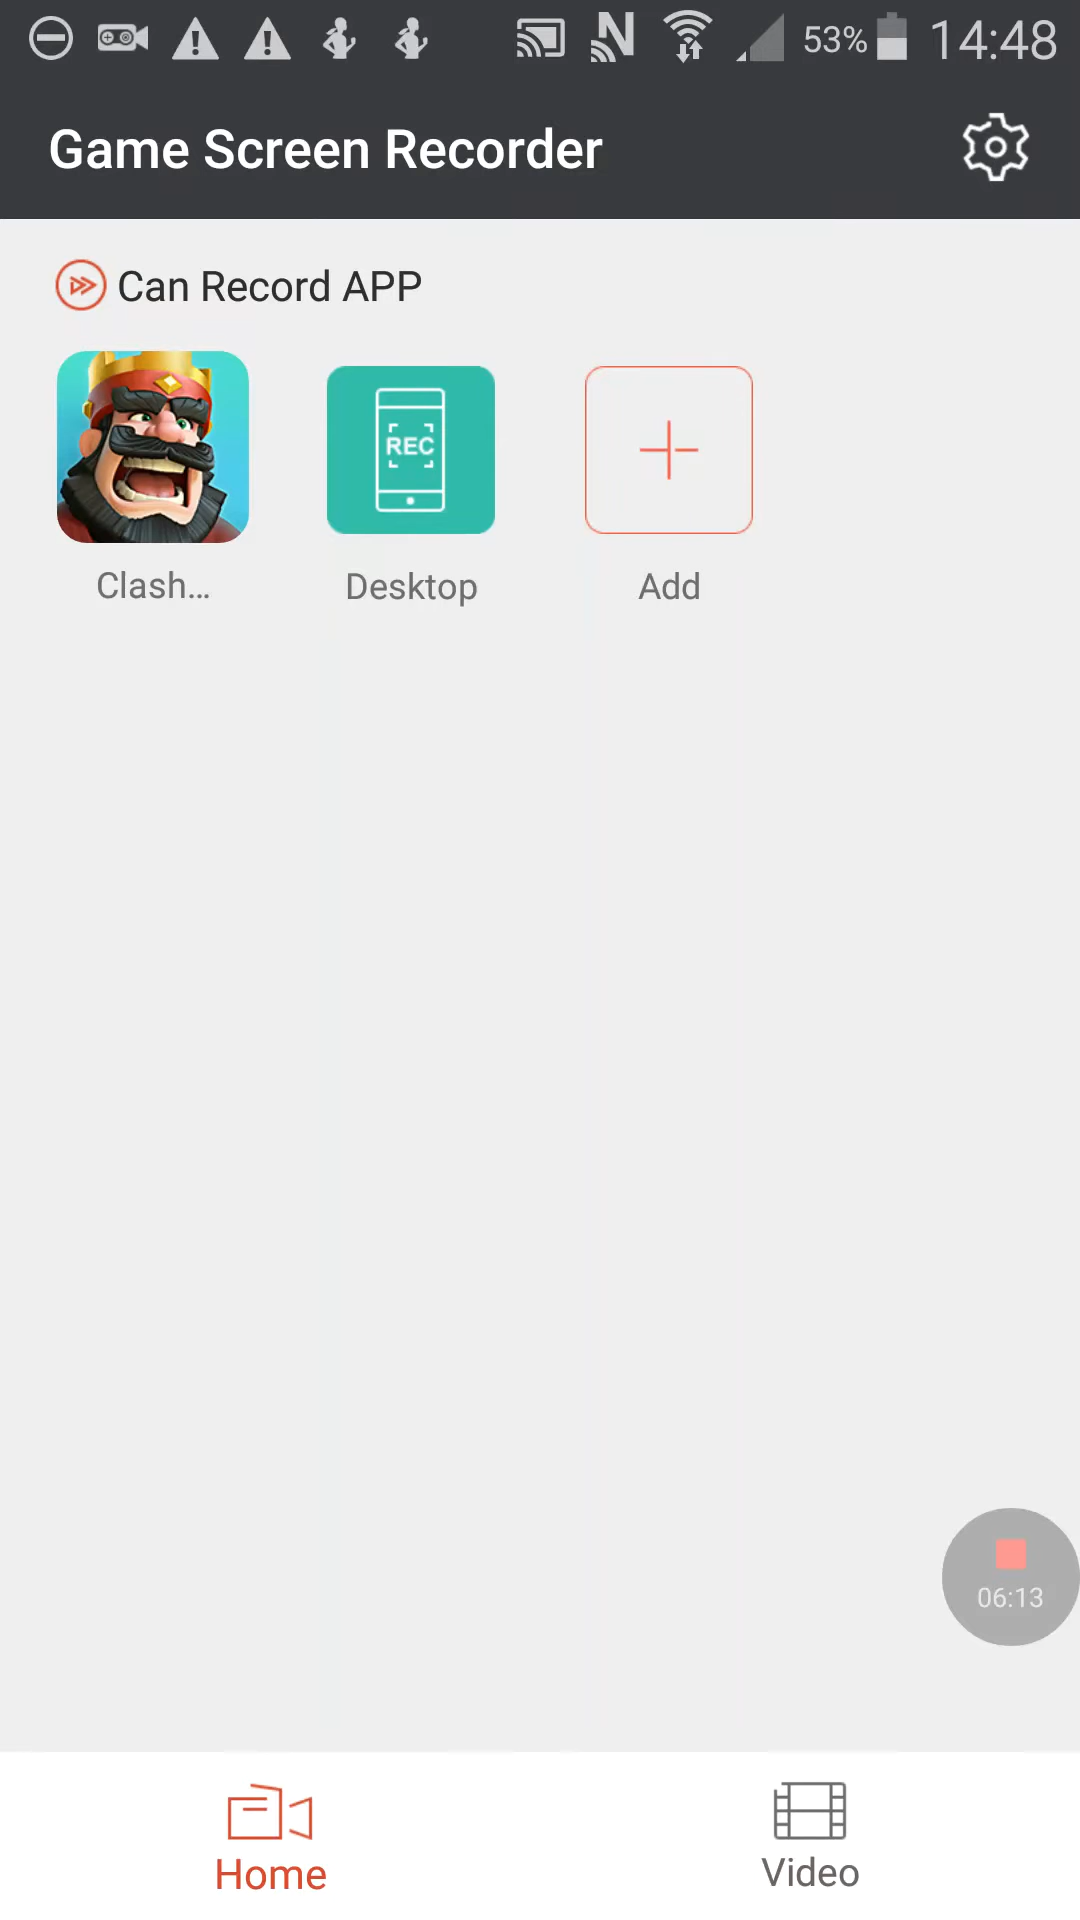 53% 14:48
Game Screen Recorder
Can Record APP
REC
Clash...
Desktop
Add
06:13
Home
Video